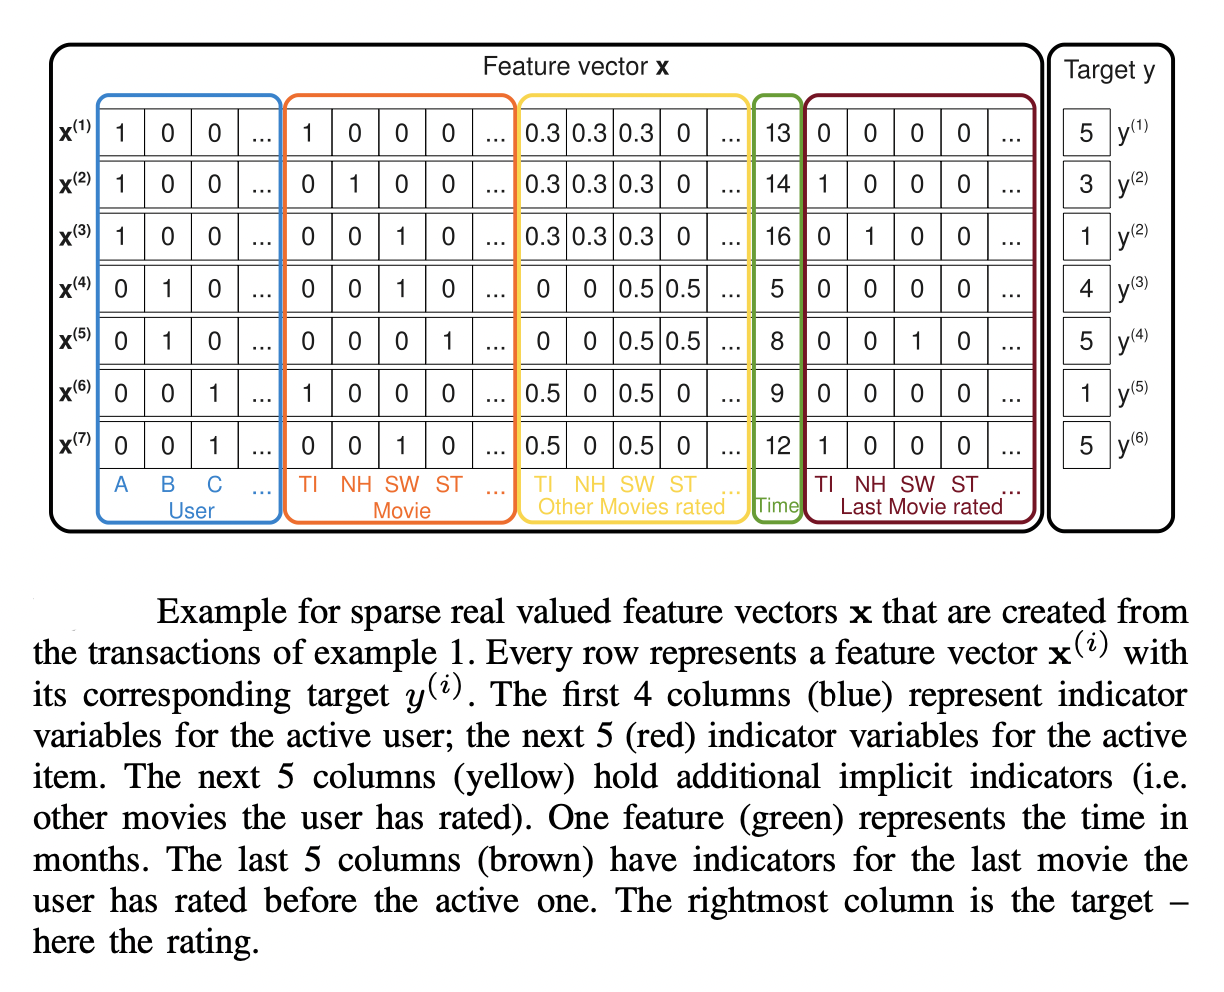 Feature vector x Target y
x(1) 1 0 0 ... 1 0 0 0 ... 0.3 0.3 0.3 0 ... 13 0 0 0 0 ... 5 y(1)
x(2) 1 0 0 ... 0 1 0 0 ... 0.3 0.3 0.3 0 ... 14 1 0 0 0 ... 3 y(2)
x(3) 1 0 0 ... 0 0 1 0 ... 0.3 0.3 0.3 0 ... 16 0 1 0 0 ... 1 y(2)
x(4) 0 1 0 ... 0 0 1 0 ... 0 0 0.5 0.5 ... 5 0 0 0 0 ... 4 y(3)
x(5) 0 1 0 ... 0 0 0 1 ... 0 0 0.5 0.5 ... 8 0 0 1 0 ... 5 y(4)
x(6) 0 0 1 ... 1 0 0 0 ... 0.5 0 0.5 0 ... 9 0 0 0 0 ... 1 y(5)
x(7) 0 0 1 ... 0 0 1 0 ... 0.5 0 0.5 0 ... 12 1 0 0 0 ... 5 y(6)
A B C ... TI NH SW ST ... TI NH SW ST ... TI NH SW ST ...
User Movie Other Movies rated Time Last Movie rated
Example for sparse real valued feature vectors x that are created from
the transactions of example 1. Every row represents a feature vector x(i) with
its corresponding target y(i). The first 4 columns (blue) represent indicator
variables for the active user; the next 5 (red) indicator variables for the active
item. The next 5 columns (yellow) hold additional implicit indicators (i.e.
other movies the user has rated). One feature (green) represents the time in
months. The last 5 columns (brown) have indicators for the last movie the
user has rated before the active one. The rightmost column is the target –
here the rating.